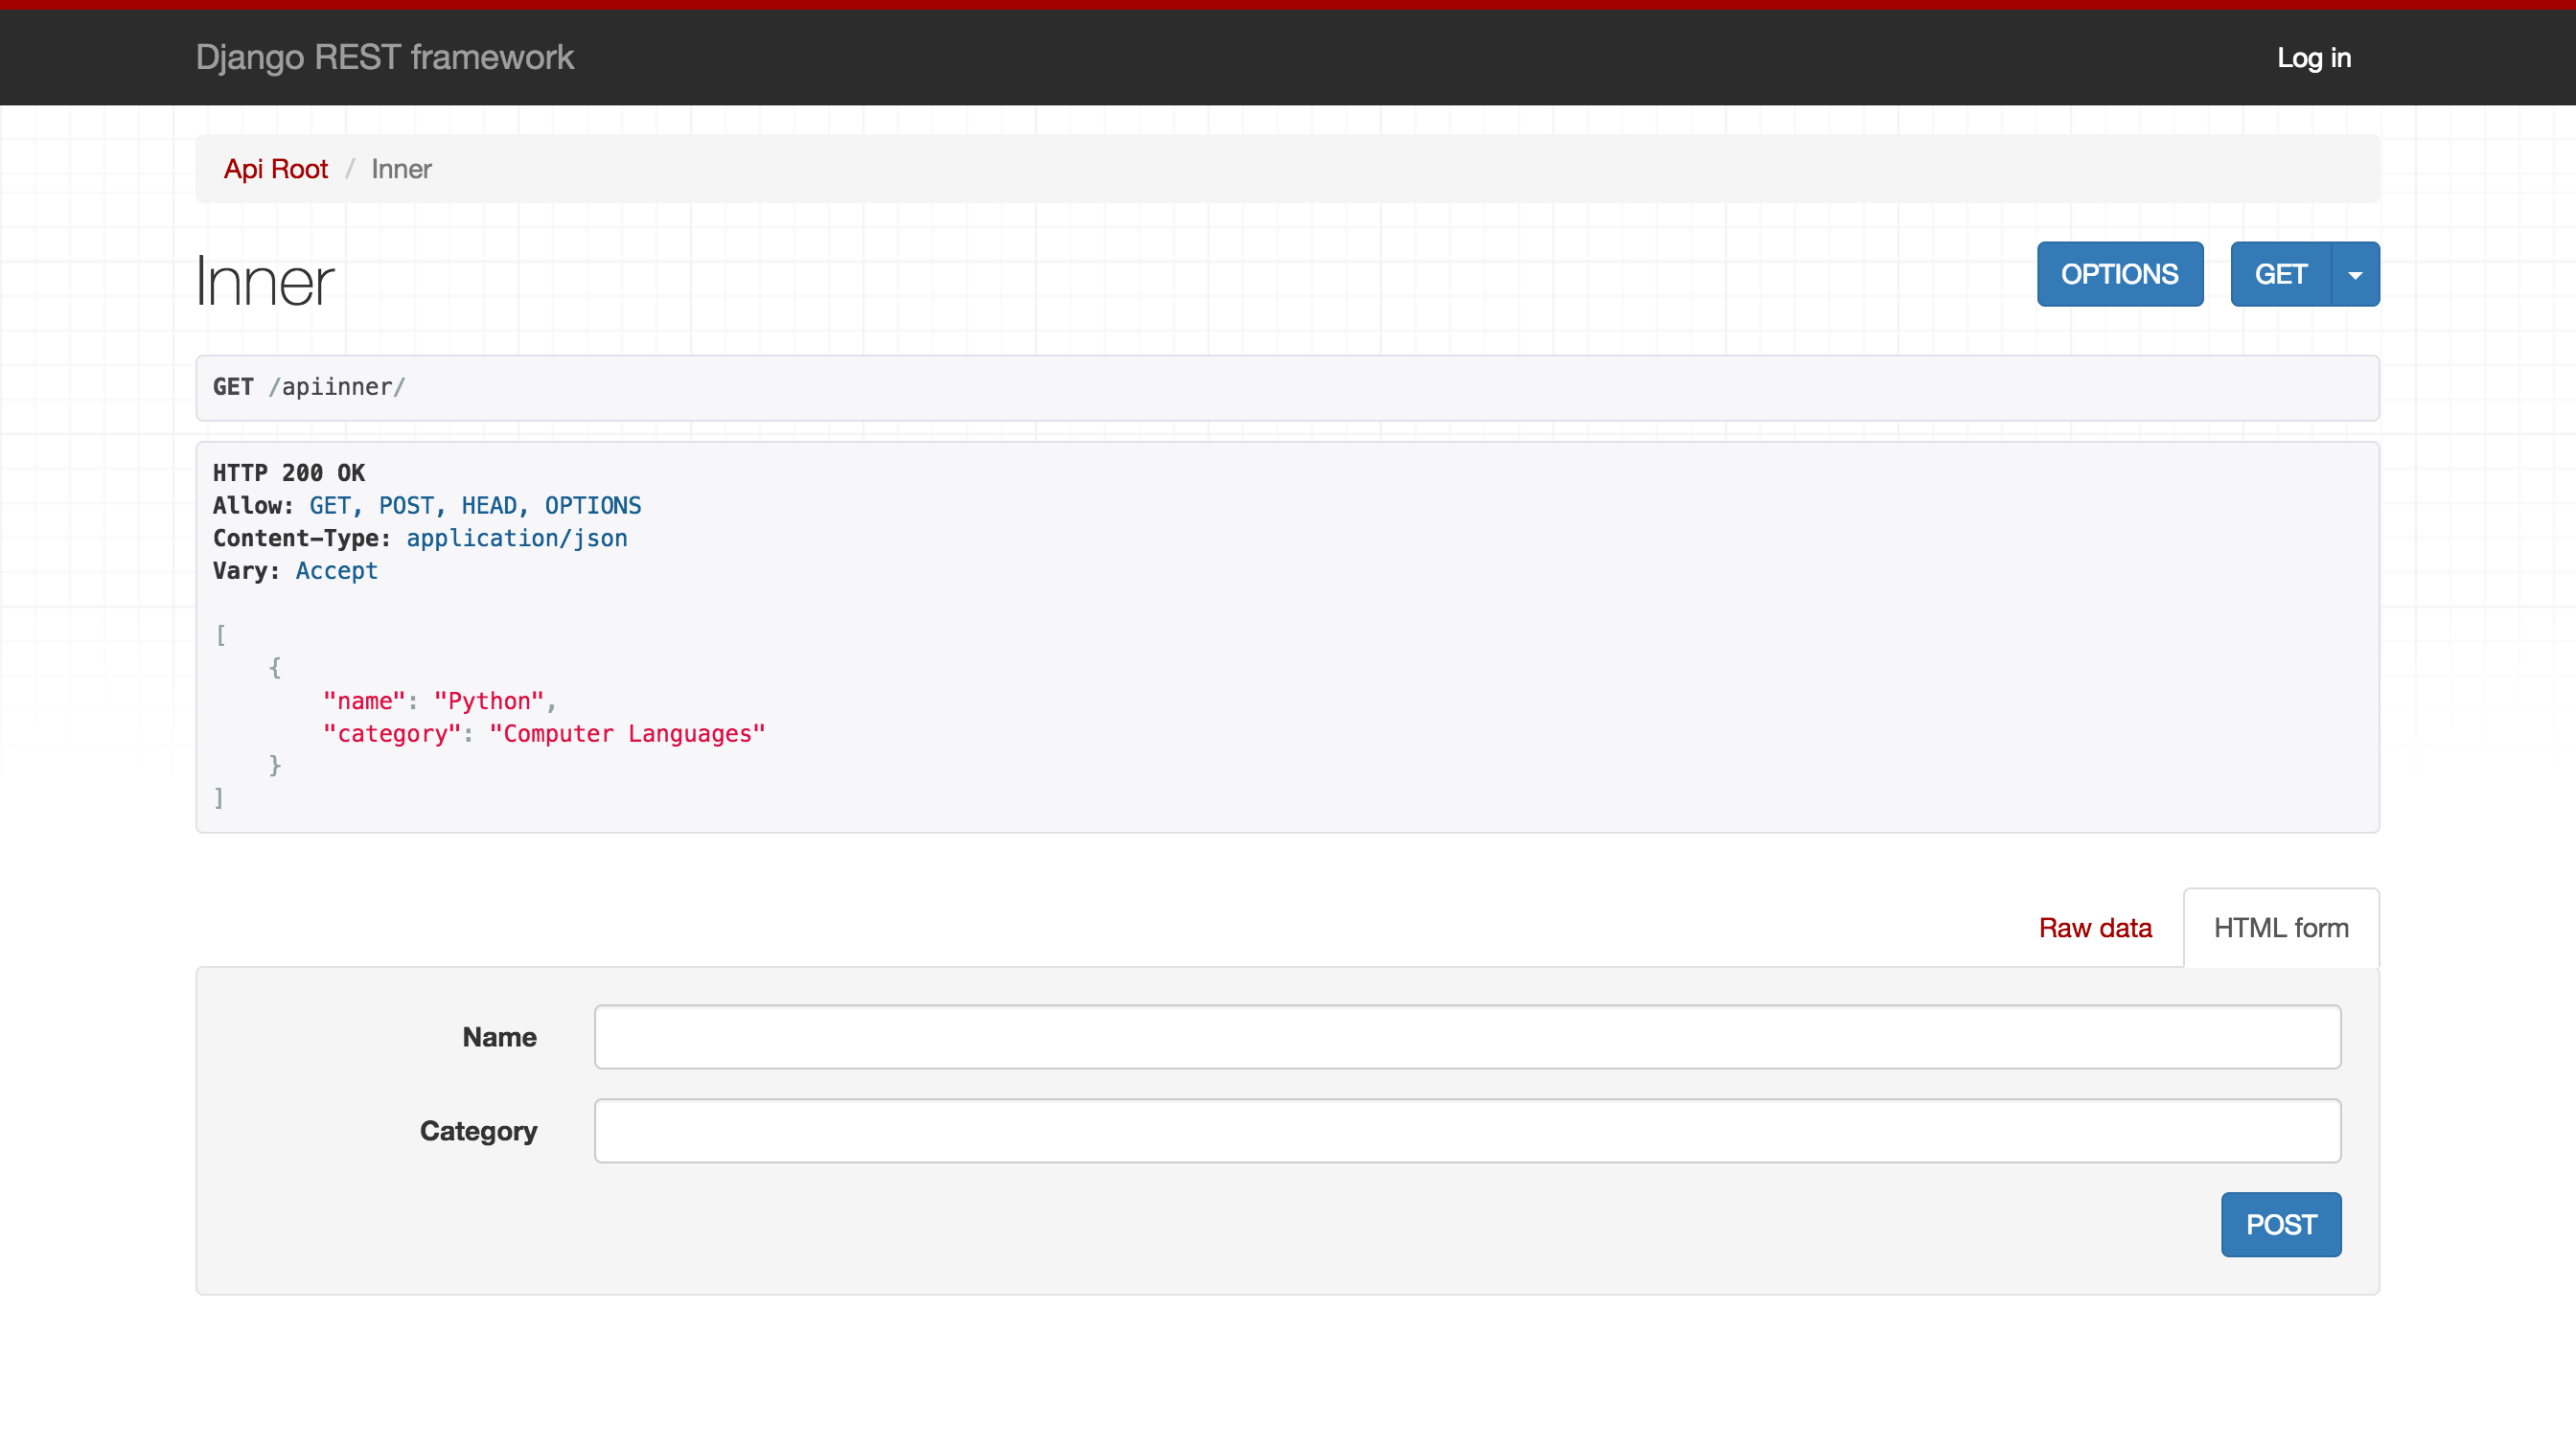 Django REST framework
Log in
Api Root / Inner
Inner
OPTIONS
GET
GET /apiinner/
HTTP 200 OK
Allow: GET, POST, HEAD, OPTIONS
Content-Type: application/json
Vary: Accept
[
    {
        "name": "Python",
        "category": "Computer Languages"
    }
]
Raw data
HTML form
Name
Category
POST